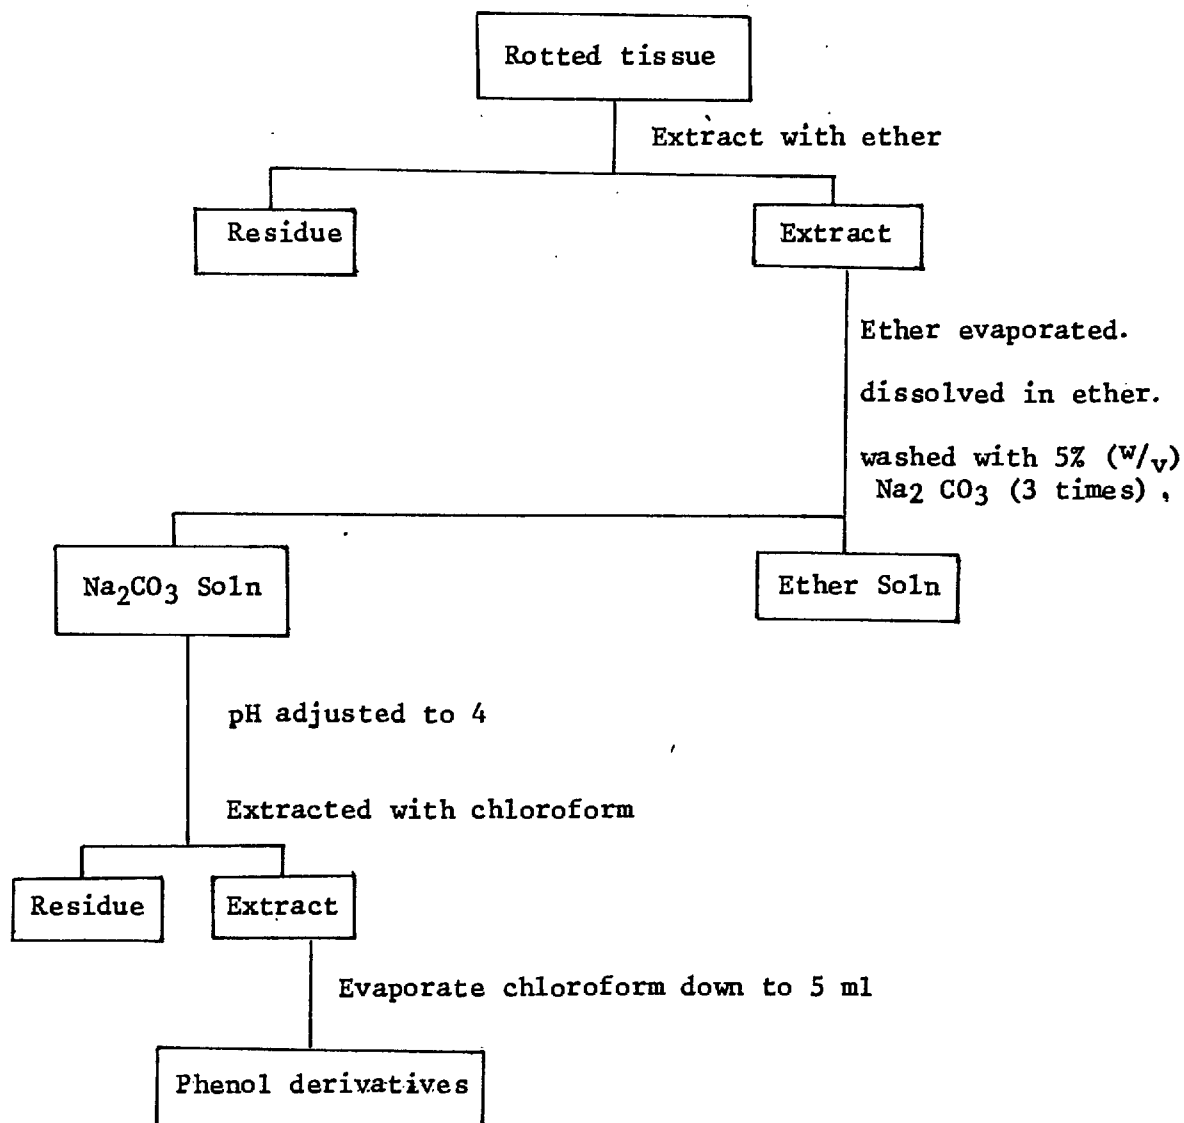 Rotted tissue
Extract with ether
Residue
Extract
Ether evaporated.
dissolved in ether.
washed with 5% (w/v)
Na2 CO3 (3 times),
Na2CO3 Soln
Ether Soln
pH adjusted to 4
Extracted with chloroform
Residue
Extract
Evaporate chloroform down to 5 ml
Phenol derivatives